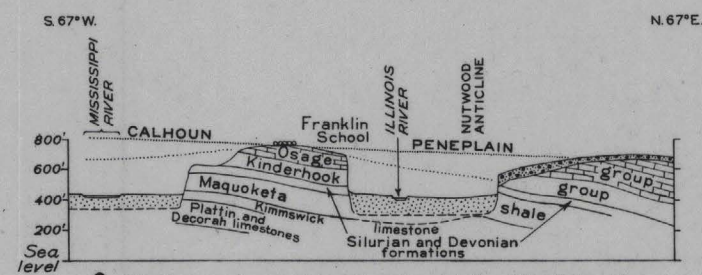 S. 67° W.
N. 67° E.
MISSISSIPPI
RIVER
ILLINOIS
RIVER
NUTWOOD
ANTICLINE
Franklin
School
800'
CALHOUN
PENEPLAIN
600'
Osage
Kinderhook
group
400'
Maquoketa
group
Kimmswick
shale
200'
Plattin and
Decorah limestones
limestone
Silurian and Devonian
formations
Sea
level